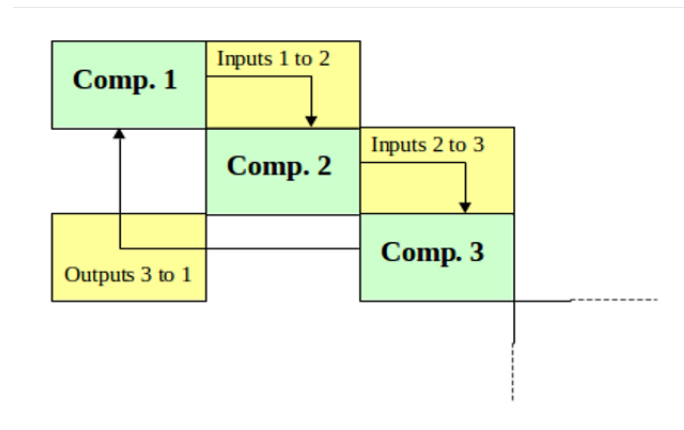 Inputs 1 to 2
Comp. 1
Inputs 2 to 3
Comp. 2
Comp. 3
Outputs 3 to 1